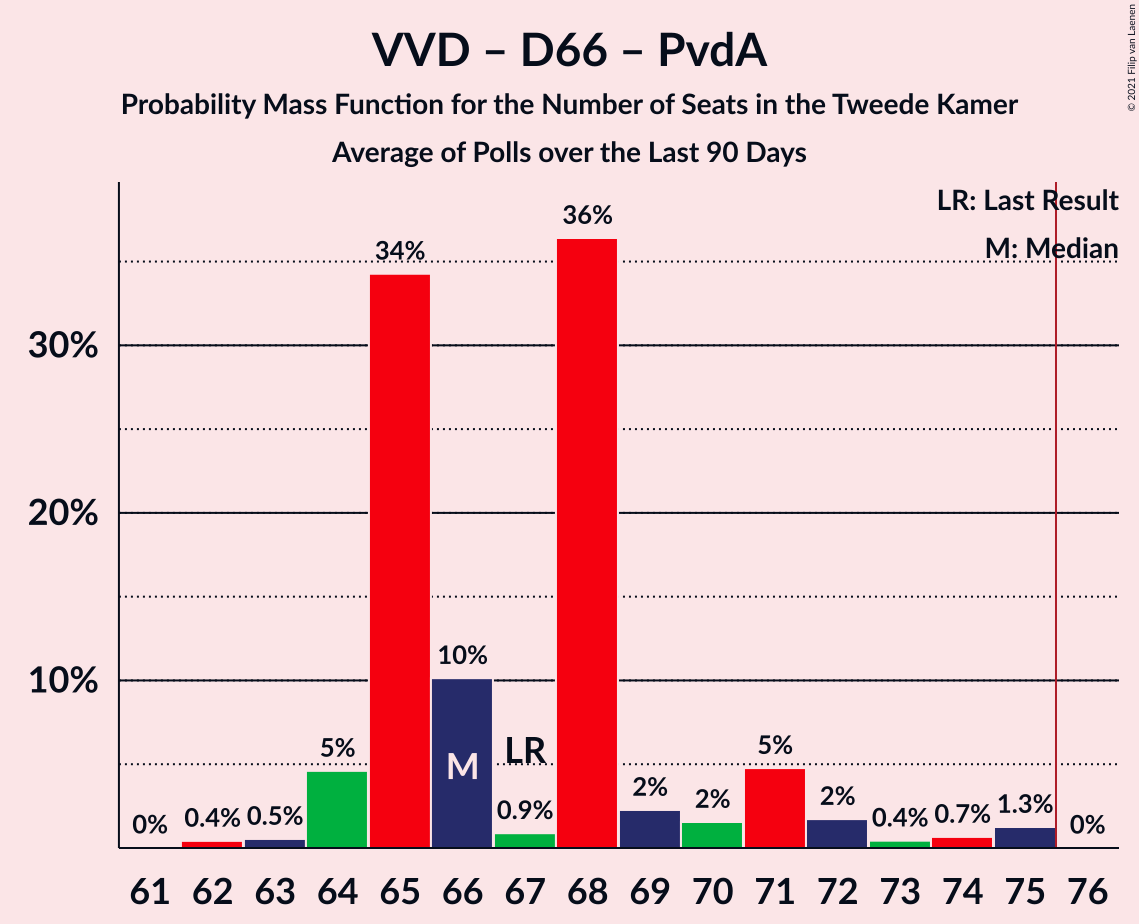 VVD – D66 – PvdA
Probability Mass Function for the Number of Seats in the Tweede Kamer
Average of Polls over the Last 90 Days
© 2021 Filip van Laenen
LR: Last Result
M: Median
36%
34%
30%
20%
10%
10%
5%
M
LR
5%
2%
2%
2%
0%
0.4%
0.5%
0.9%
0.4%
0.7%
1.3%
0%
61 62 63 64 65 66 67 68 69 70 71 72 73 74 75 76